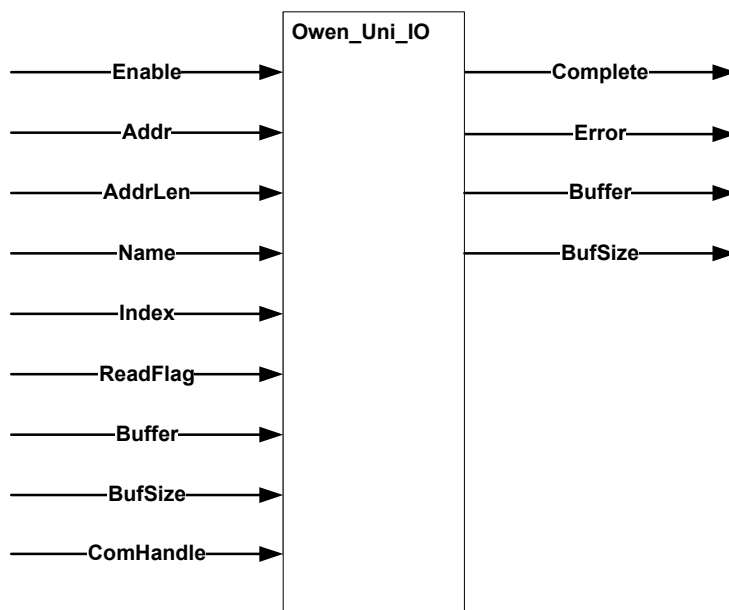 Owen_Uni_IO
Enable
Complete
Addr
Error
AddrLen
Buffer
Name
BufSize
Index
ReadFlag
Buffer
BufSize
ComHandle